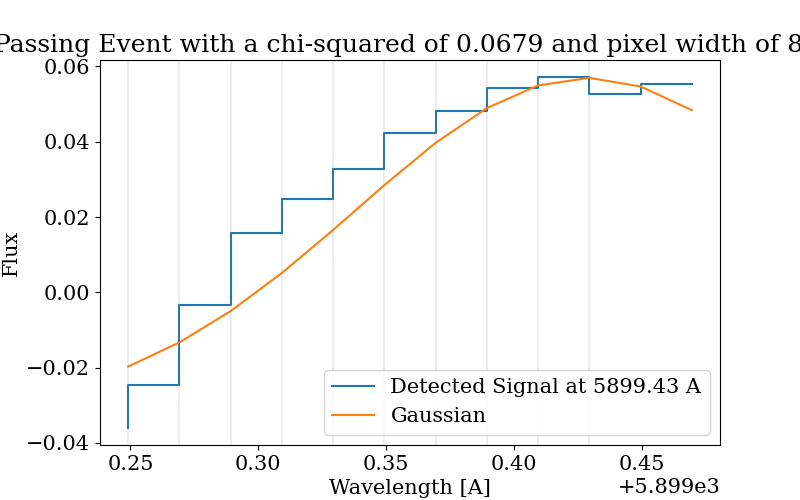 Passing Event with a chi-squared of 0.0679 and pixel width of 8
0.06
0.04
0.02
0.00
−0.02
−0.04
Flux
Detected Signal at 5899.43 A
Gaussian
0.25 0.30 0.35 0.40 0.45
+5.899e3
Wavelength [A]